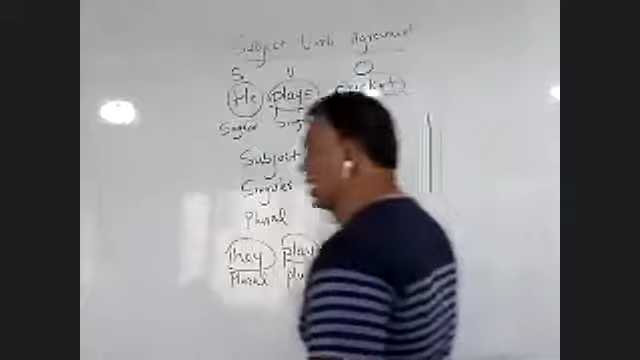 Subject Verb Agreement
S V O
He plays Cricket
Singular Sing
Subject
Singular
Plural
They play
Plural plu